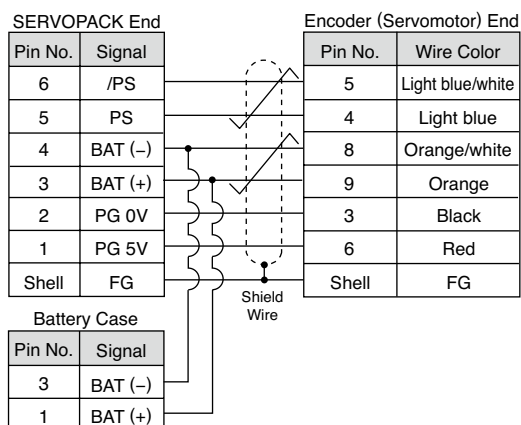 SERVOPACK End
Encoder (Servomotor) End
Pin No. Signal Pin No. Wire Color
6 /PS 5 Light blue/white
5 PS 4 Light blue
4 BAT (−) 8 Orange/white
3 BAT (+) 9 Orange
2 PG 0V 3 Black
1 PG 5V 6 Red
Shell FG Shell FG
Shield
Wire
Battery Case
Pin No. Signal
3 BAT (−)
1 BAT (+)